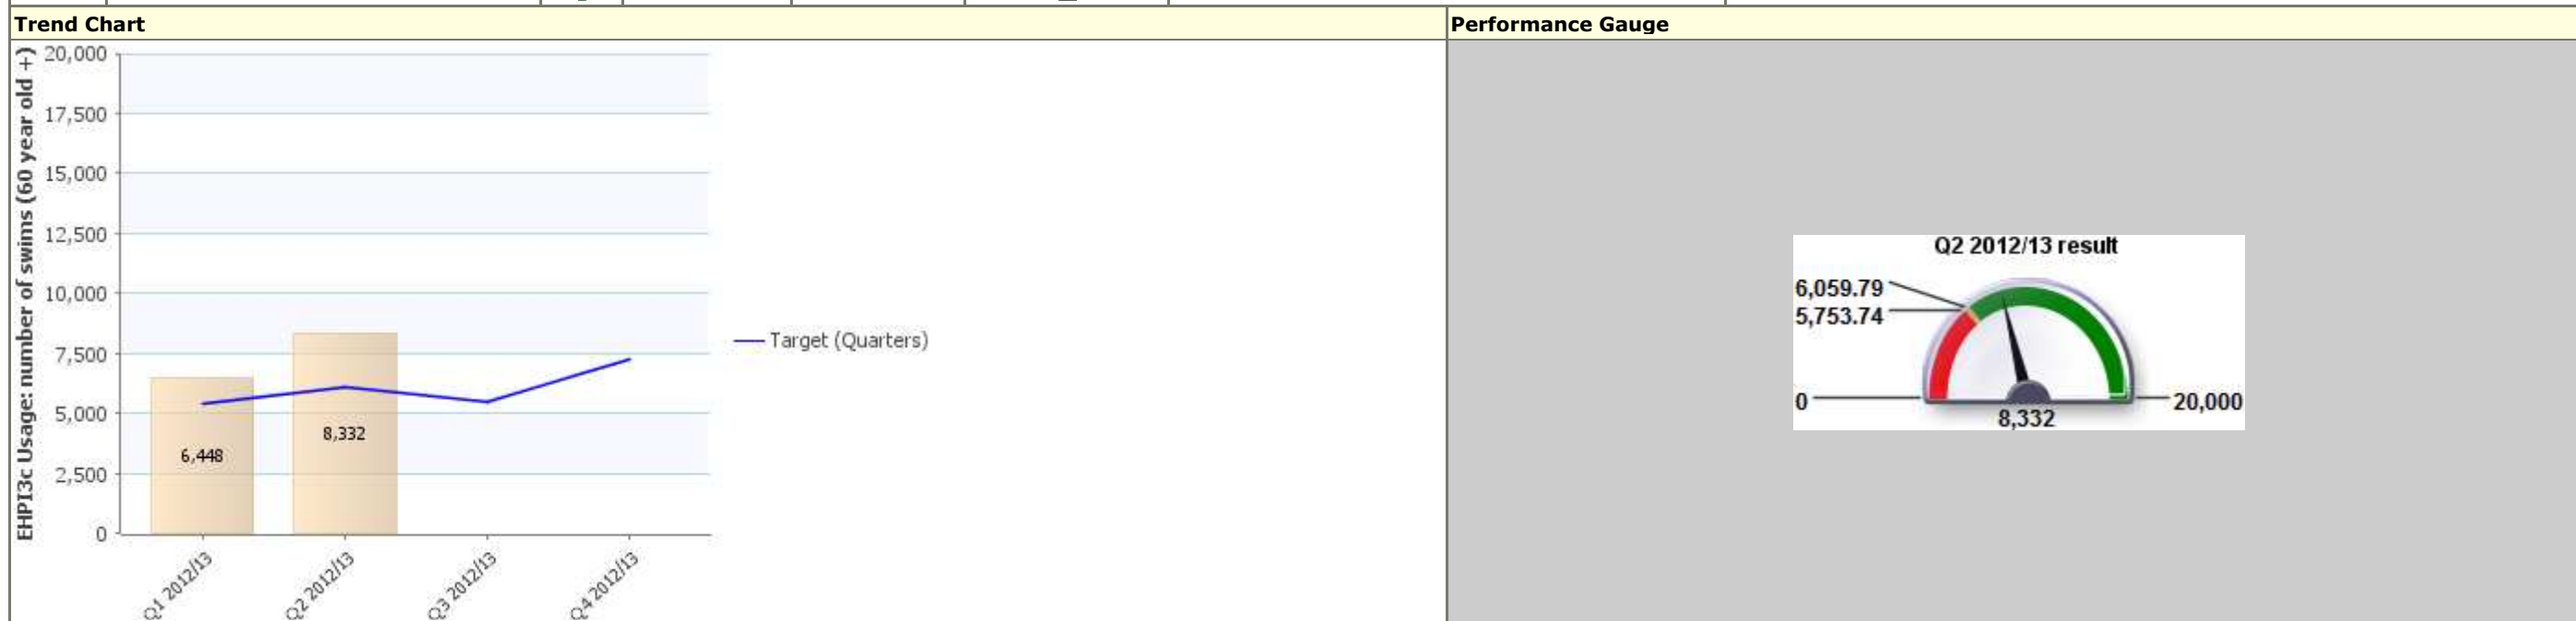 Trend Chart
Performance Gauge
EHPI3c Usage: number of swims (60 year old +)
20,000
17,500
15,000
12,500
10,000
7,500
5,000
2,500
0
6,448
8,332
Q1 2012/13
Q2 2012/13
Q3 2012/13
Q4 2012/13
Target (Quarters)
Q2 2012/13 result
6,059.79
5,753.74
0
20,000
8,332